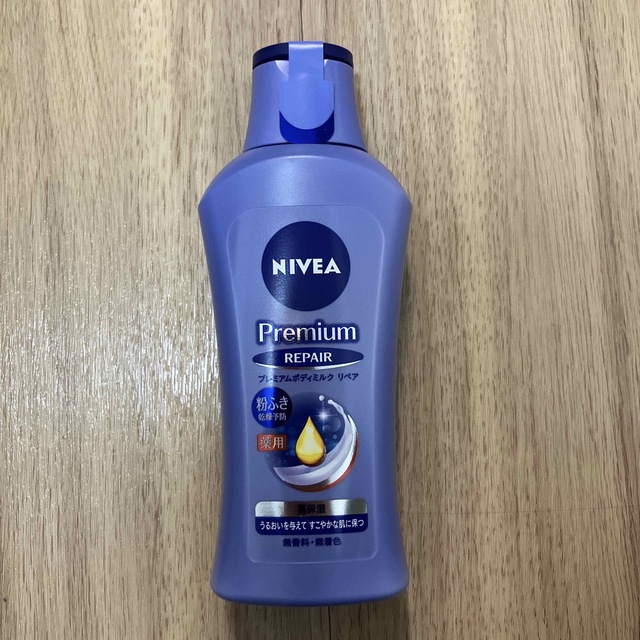 NIVEA
Premium
REPAIR
プレミアムボディミルク リペア
粉ふき
乾燥予防
薬用
高保湿
うるおいを与えて すこやかな肌に保つ
無香料・無着色